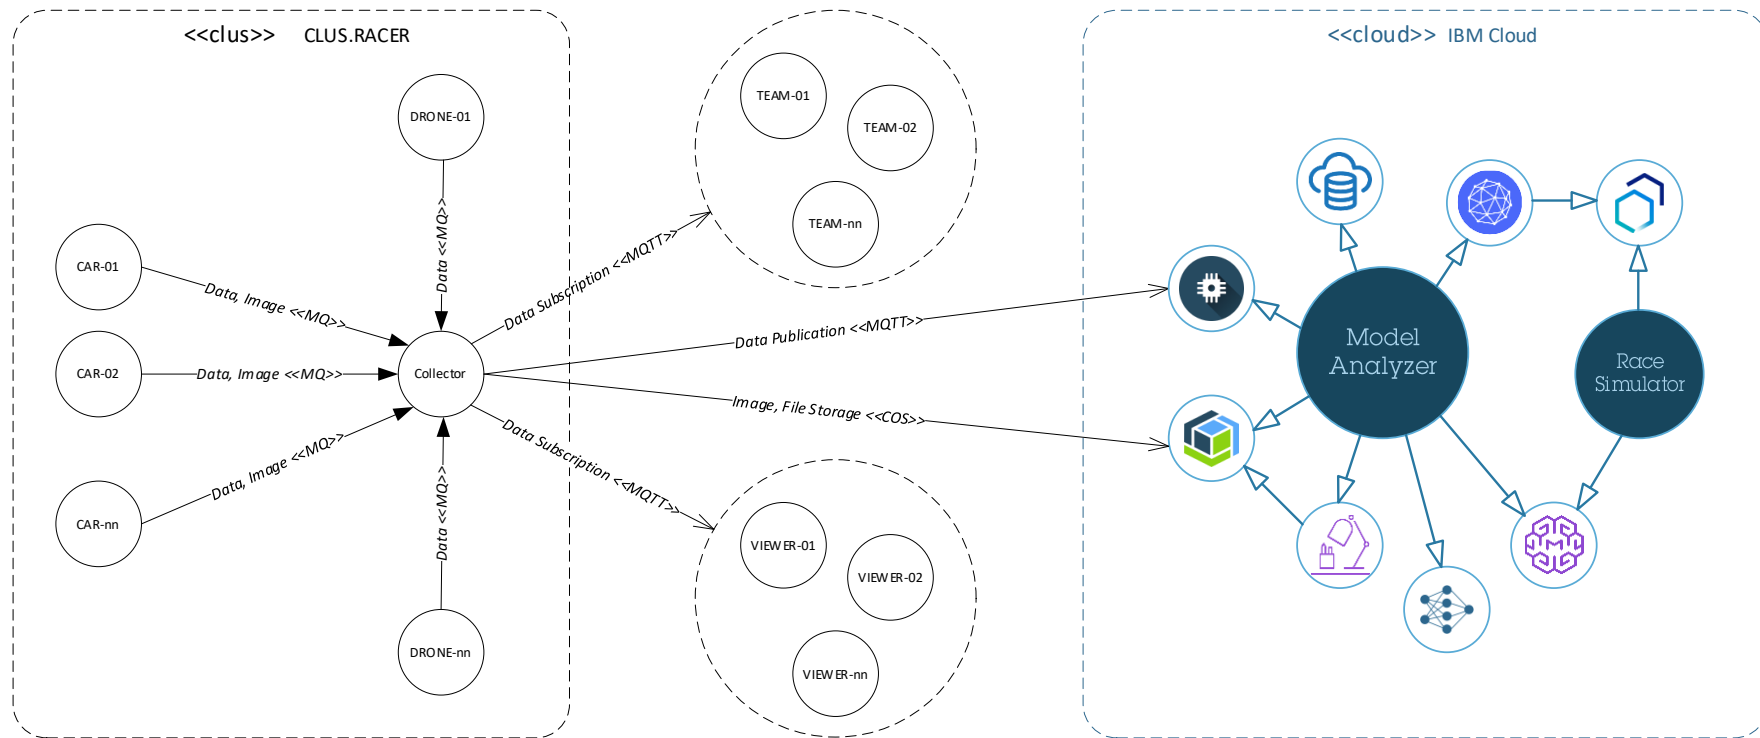 <<clus>> CLUS.RACER
<<cloud>> IBM Cloud
DRONE-01
TEAM-01
TEAM-02
TEAM-nn
Data <<MQ>>
Data Subscription <<MQTT>>
CAR-01
Data, Image <<MQ>>
Data Publication <<MQTT>>
CAR-02
Data, Image <<MQ>>
Collector
Model
Analyzer
Race
Simulator
Image, File Storage <<COS>>
Data, Image <<MQ>>
Data Subscription <<MQTT>>
CAR-nn
Data <<MQ>>
VIEWER-01
VIEWER-02
DRONE-nn
VIEWER-nn